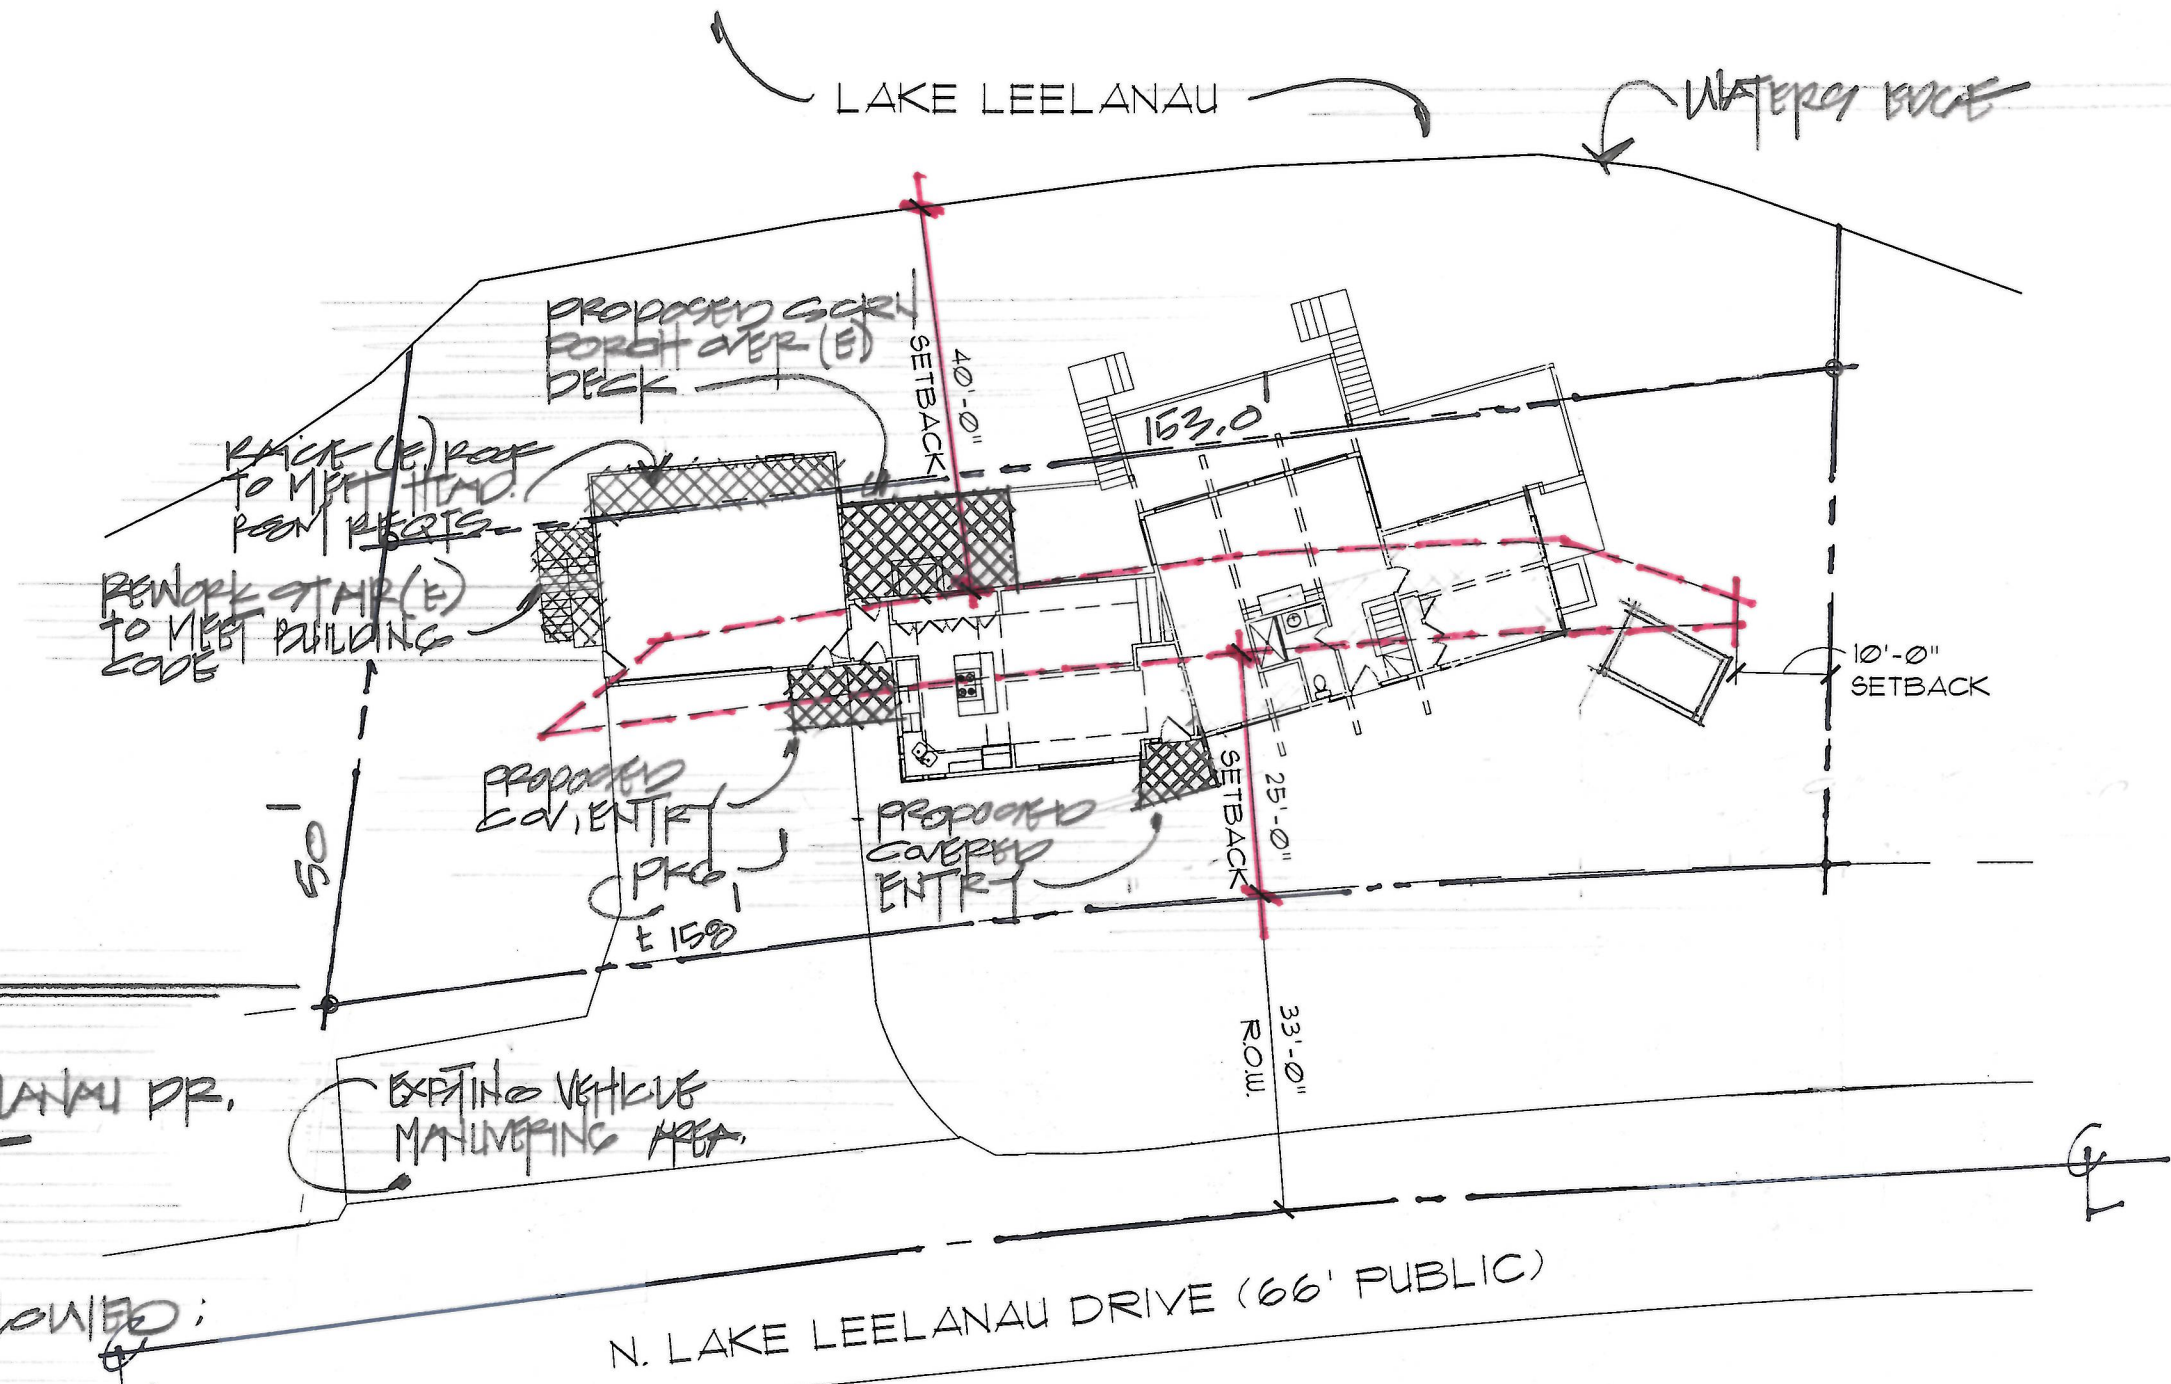 LAKE LEELANAU
WATERS EDGE
PROPOSED SCRN
PORCH OVER (E)
DECK
SETBACK
40'-0"
153.0'
RAISE (E) ROOF
TO MEET HEAD
ROOM REQTS.
REWORK STAIR (E)
TO MEET BUILDING
CODE
10'-0"
SETBACK
PROPOSED
COV. ENTRY
PKG
PROPOSED
COVERED
ENTRY
SETBACK
25'-0"
50'
± 158'
33'-0"
R.O.W.
LANAU DR.
EXISTING VEHICLE
MANUVERING AREA.
OWED:
N. LAKE LEELANAU DRIVE (66' PUBLIC)